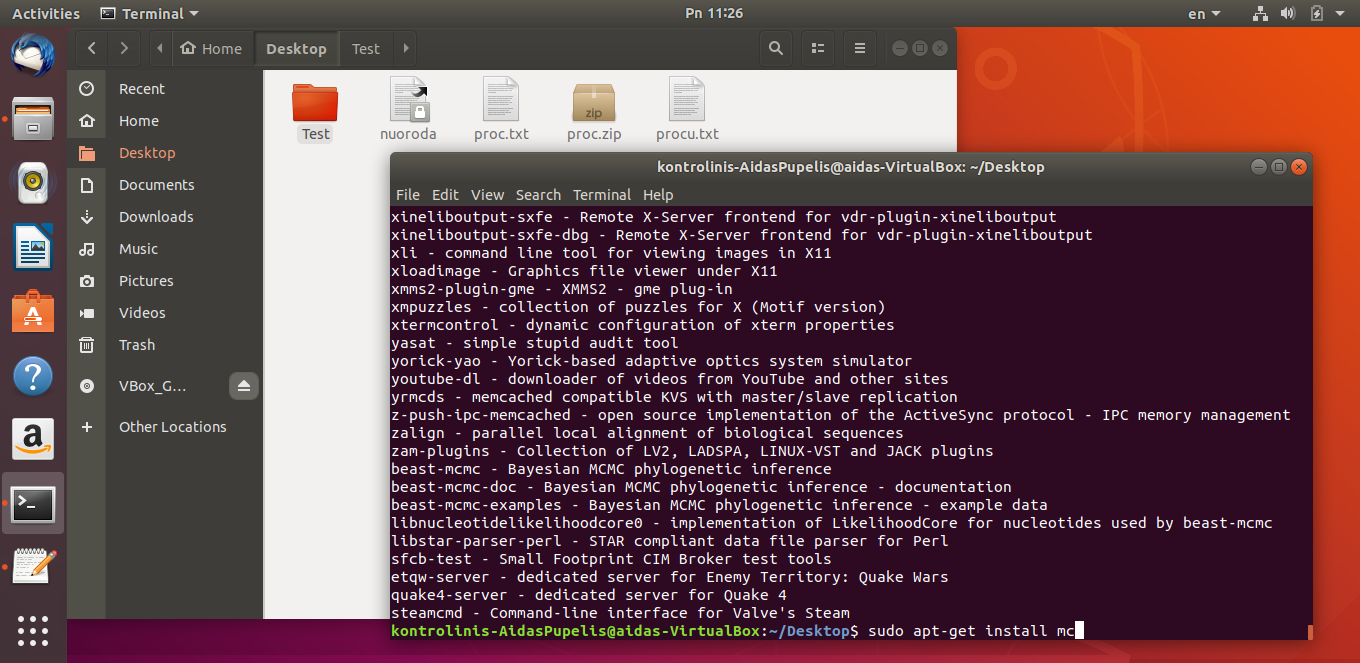 Activities Terminal Pn 11:26 en
Home Desktop Test
Recent
Home
Desktop
Documents
Downloads
Music
Pictures
Videos
Trash
VBox_G...
Other Locations
Test nuoroda proc.txt proc.zip procu.txt
zip
kontrolinis-AidasPupelis@aidas-VirtualBox: ~/Desktop
File Edit View Search Terminal Help
xineliboutput-sxfe - Remote X-Server frontend for vdr-plugin-xineliboutput
xineliboutput-sxfe-dbg - Remote X-Server frontend for vdr-plugin-xineliboutput
xli - command line tool for viewing images in X11
xloadimage - Graphics file viewer under X11
xmms2-plugin-gme - XMMS2 - gme plug-in
xmpuzzles - collection of puzzles for X (Motif version)
xtermcontrol - dynamic configuration of xterm properties
yasat - simple stupid audit tool
yorick-yao - Yorick-based adaptive optics system simulator
youtube-dl - downloader of videos from YouTube and other sites
yrmcds - memcached compatible KVS with master/slave replication
z-push-ipc-memcached - open source implementation of the ActiveSync protocol - IPC memory management
zalign - parallel local alignment of biological sequences
zam-plugins - Collection of LV2, LADSPA, LINUX-VST and JACK plugins
beast-mcmc - Bayesian MCMC phylogenetic inference
beast-mcmc-doc - Bayesian MCMC phylogenetic inference - documentation
beast-mcmc-examples - Bayesian MCMC phylogenetic inference - example data
libnucleotidelikelihoodcore0 - implementation of LikelihoodCore for nucleotides used by beast-mcmc
libstar-parser-perl - STAR compliant data file parser for Perl
sfcb-test - Small Footprint CIM Broker test tools
etqw-server - dedicated server for Enemy Territory: Quake Wars
quake4-server - dedicated server for Quake 4
steamcmd - Command-line interface for Valve's Steam
kontrolinis-AidasPupelis@aidas-VirtualBox:~/Desktop$ sudo apt-get install mc